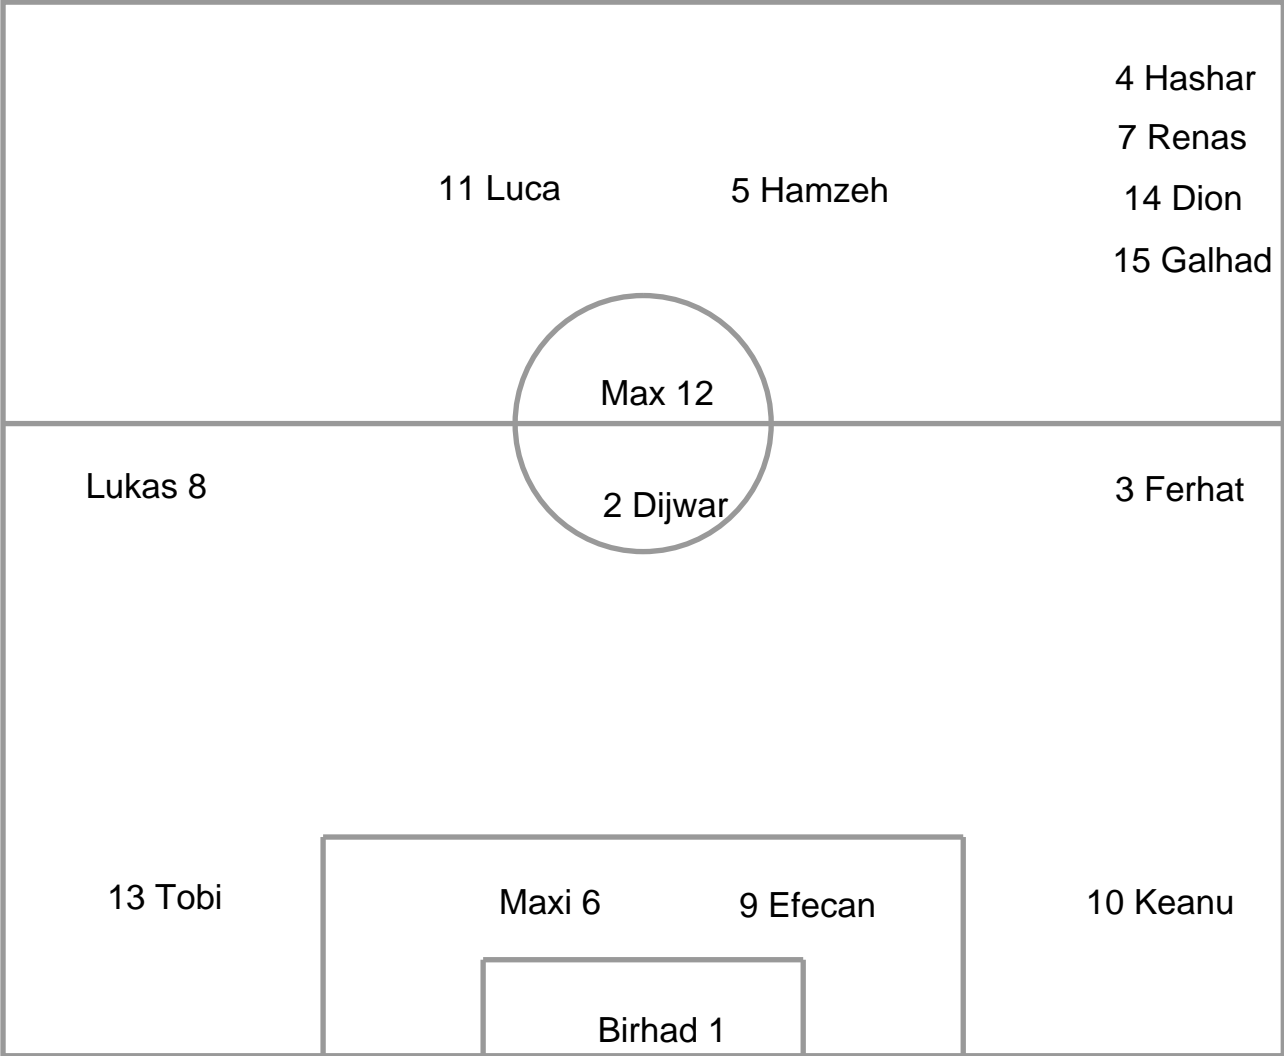 4 Hashar
7 Renas
11 Luca
5 Hamzeh
14 Dion
15 Galhad
Max 12
Lukas 8
2 Dijwar
3 Ferhat
13 Tobi
Maxi 6
9 Efecan
10 Keanu
Birhad 1